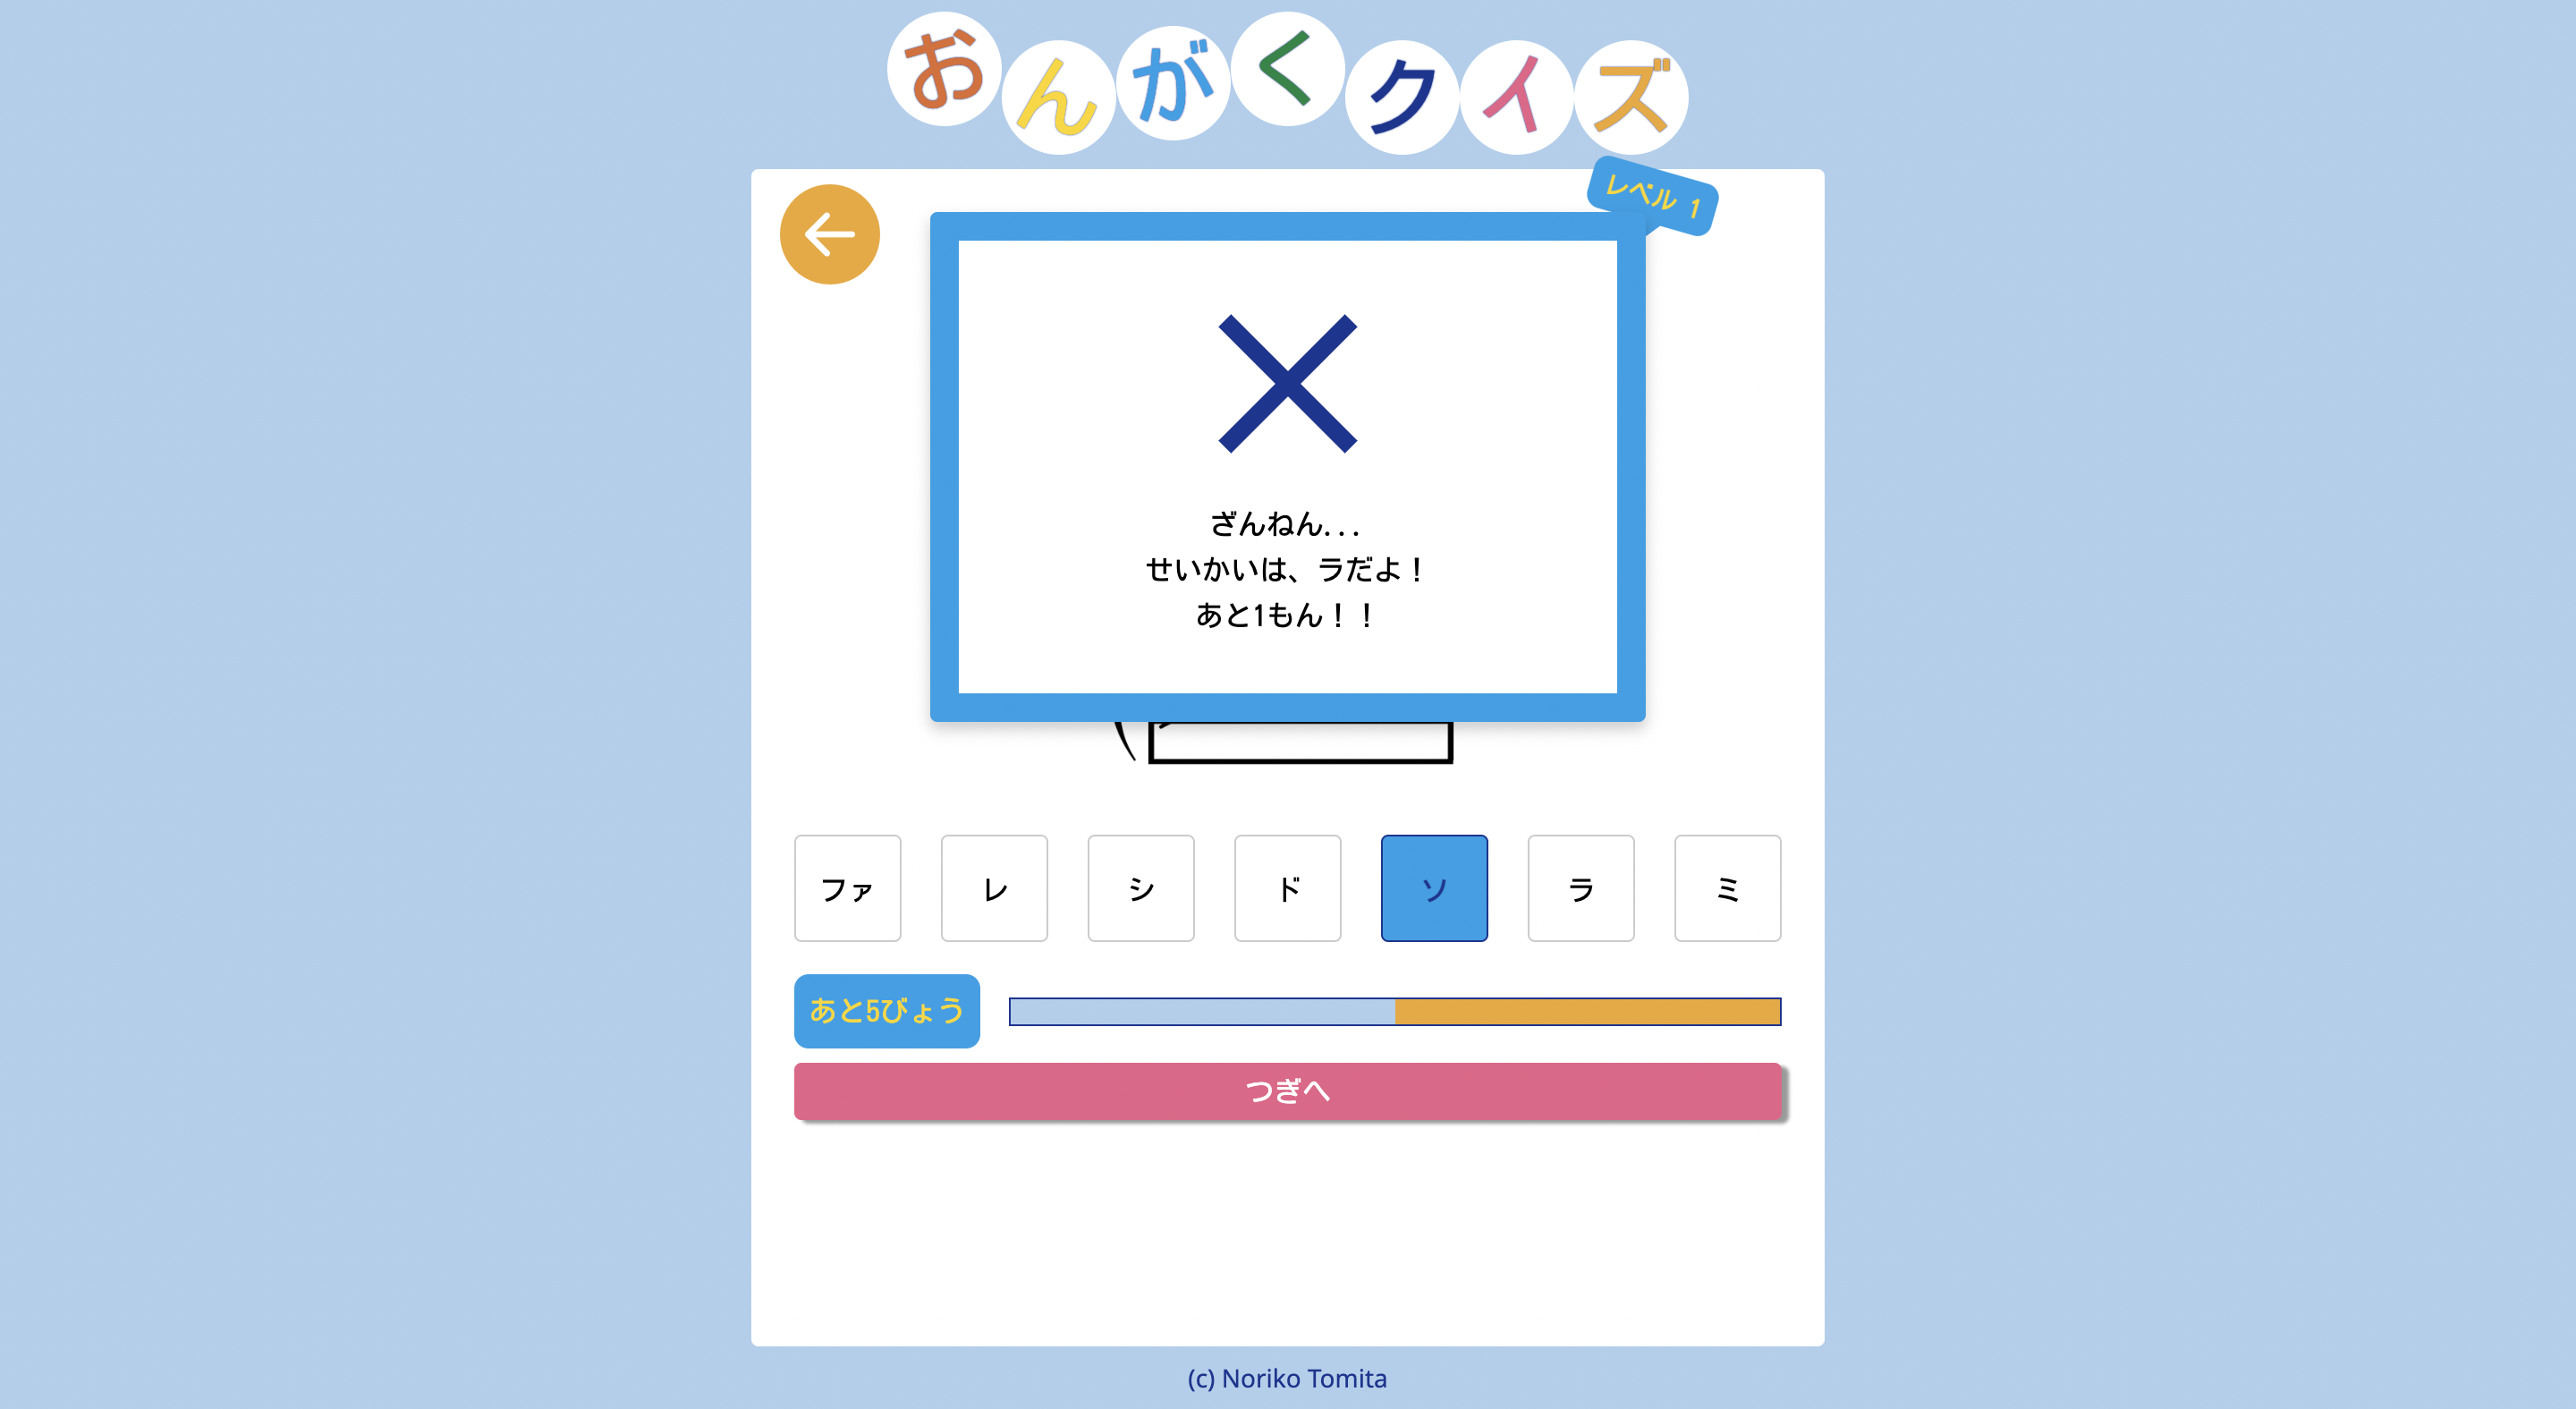 おんがくクイズ
レベル 1
ざんねん...
せいかいは、ラだよ！
あと1もん！！
ファ
レ
シ
ド
ソ
ラ
ミ
あと5びょう
つぎへ
(c) Noriko Tomita